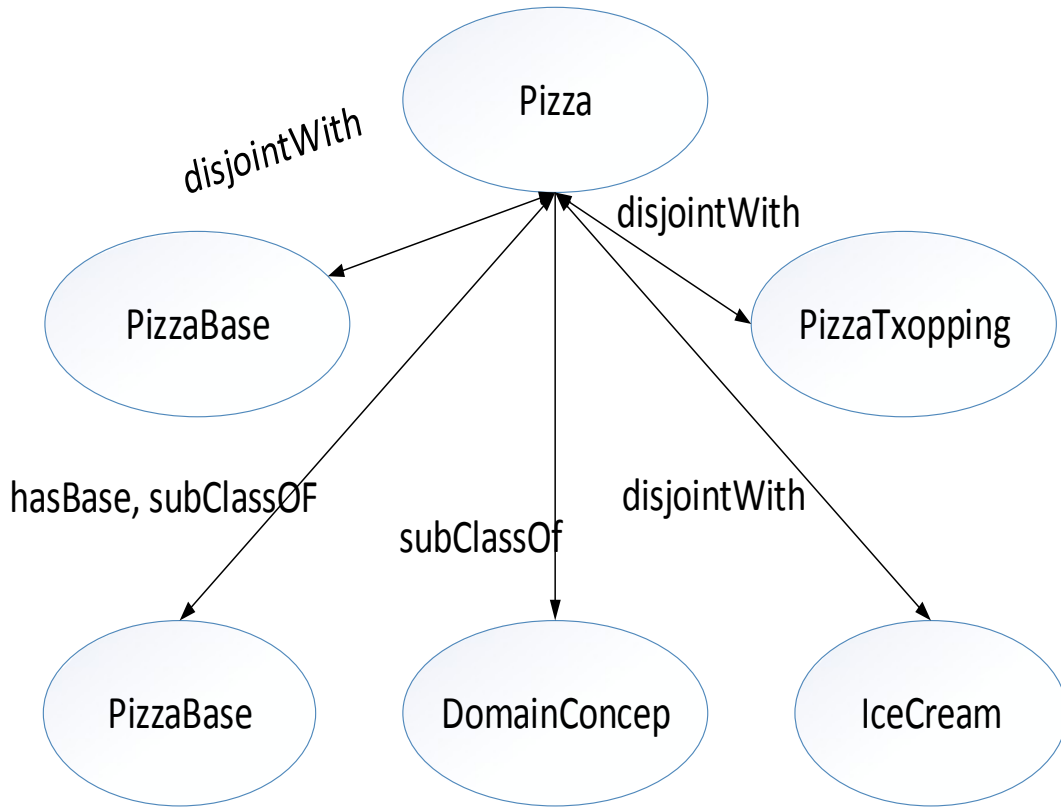 Pizza
disjointWith
disjointWith
PizzaBase
PizzaTxopping
hasBase, subClassOF
subClassOf
disjointWith
PizzaBase
DomainConcep
IceCream